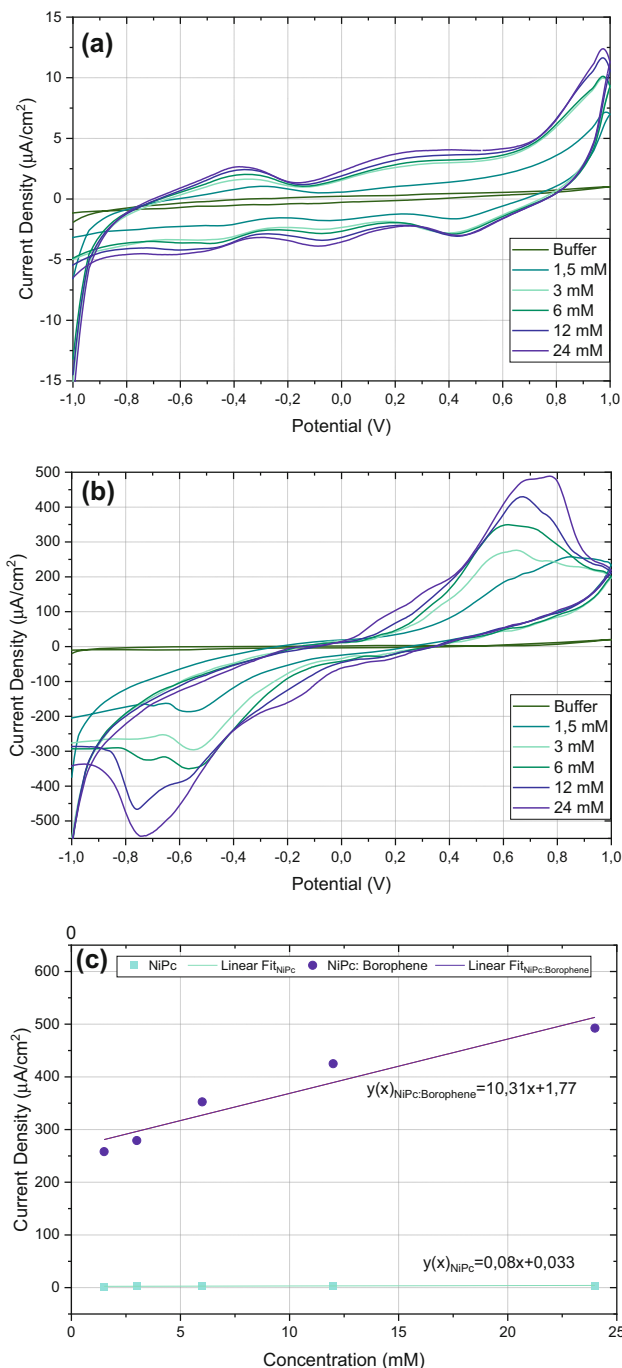 (a)
15
10
5
0
-5
-10
-15
Current Density (µA/cm²)
Buffer
1,5 mM
3 mM
6 mM
12 mM
24 mM
-1,0 -0,8 -0,6 -0,4 -0,2 0,0 0,2 0,4 0,6 0,8 1,0
Potential (V)
(b)
500
400
300
200
100
0
-100
-200
-300
-400
-500
Current Density (µA/cm²)
Buffer
1,5 mM
3 mM
6 mM
12 mM
24 mM
-1,0 -0,8 -0,6 -0,4 -0,2 0,0 0,2 0,4 0,6 0,8 1,0
Potential (V)
0
(c)
NiPc Linear FitNiPc NiPc: Borophene Linear FitNiPc:Borophene
600
500
400
300
200
100
0
Current Density (µA/cm²)
y(x)NiPc:Borophene=10,31x+1,77
y(x)NiPc=0,08x+0,033
0 5 10 15 20 25
Concentration (mM)